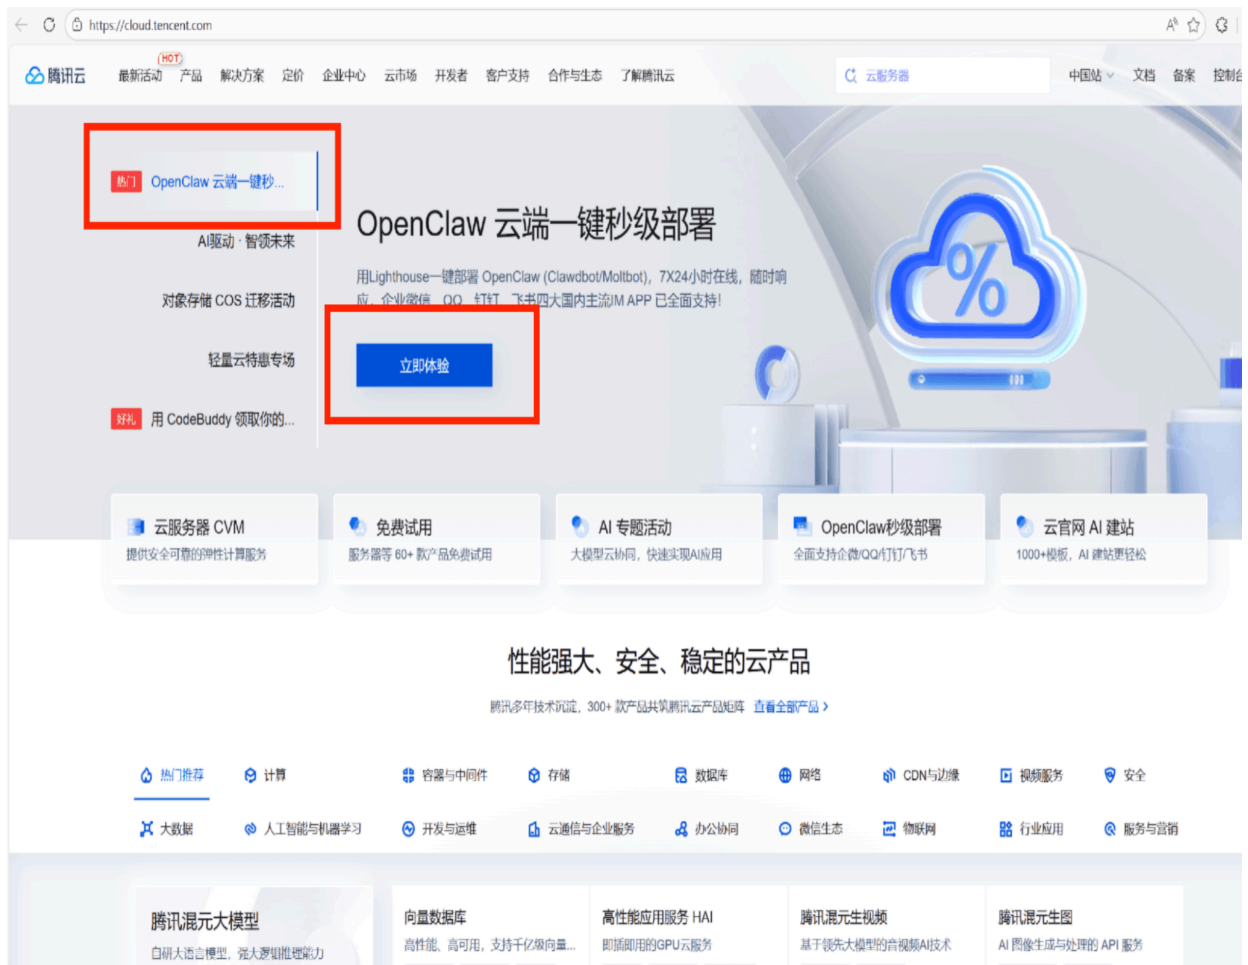 https://cloud.tencent.com
腾讯云
最新活动
HOT
产品
解决方案
定价
企业中心
云市场
开发者
客户支持
合作与生态
了解腾讯云
云服务器
中国站
文档
备案
控制台
热门
OpenClaw 云端一键秒...
AI驱动 · 智领未来
对象存储 COS 迁移活动
轻量云特惠专场
好礼
用 CodeBuddy 领取你的...
OpenClaw 云端一键秒级部署
用Lighthouse一键部署 OpenClaw (Clawdbot/Moltbot)，7X24小时在线，随时响
应，企业微信、QQ、钉钉、飞书四大国内主流IM APP 已全面支持！
立即体验
%
云服务器 CVM
提供安全可靠的弹性计算服务
免费试用
服务器等 60+ 款产品免费试用
AI 专题活动
大模型云协同，快速实现AI应用
OpenClaw秒级部署
全面支持企微/QQ/钉钉/飞书
云官网 AI 建站
1000+模板，AI 建站更轻松
性能强大、安全、稳定的云产品
腾讯多年技术沉淀，300+ 款产品共筑腾讯云产品矩阵 查看全部产品
热门推荐
计算
容器与中间件
存储
数据库
网络
CDN与边缘
视频服务
安全
大数据
人工智能与机器学习
开发与运维
云通信与企业服务
办公协同
微信生态
物联网
行业应用
服务与营销
腾讯混元大模型
自研大语言模型，强大逻辑推理能力
向量数据库
高性能、高可用，支持千亿级向量...
高性能应用服务 HAI
即插即用的GPU云服务
腾讯混元生视频
基于领先大模型的音视频AI技术
腾讯混元生图
AI 图像生成与处理的 API 服务